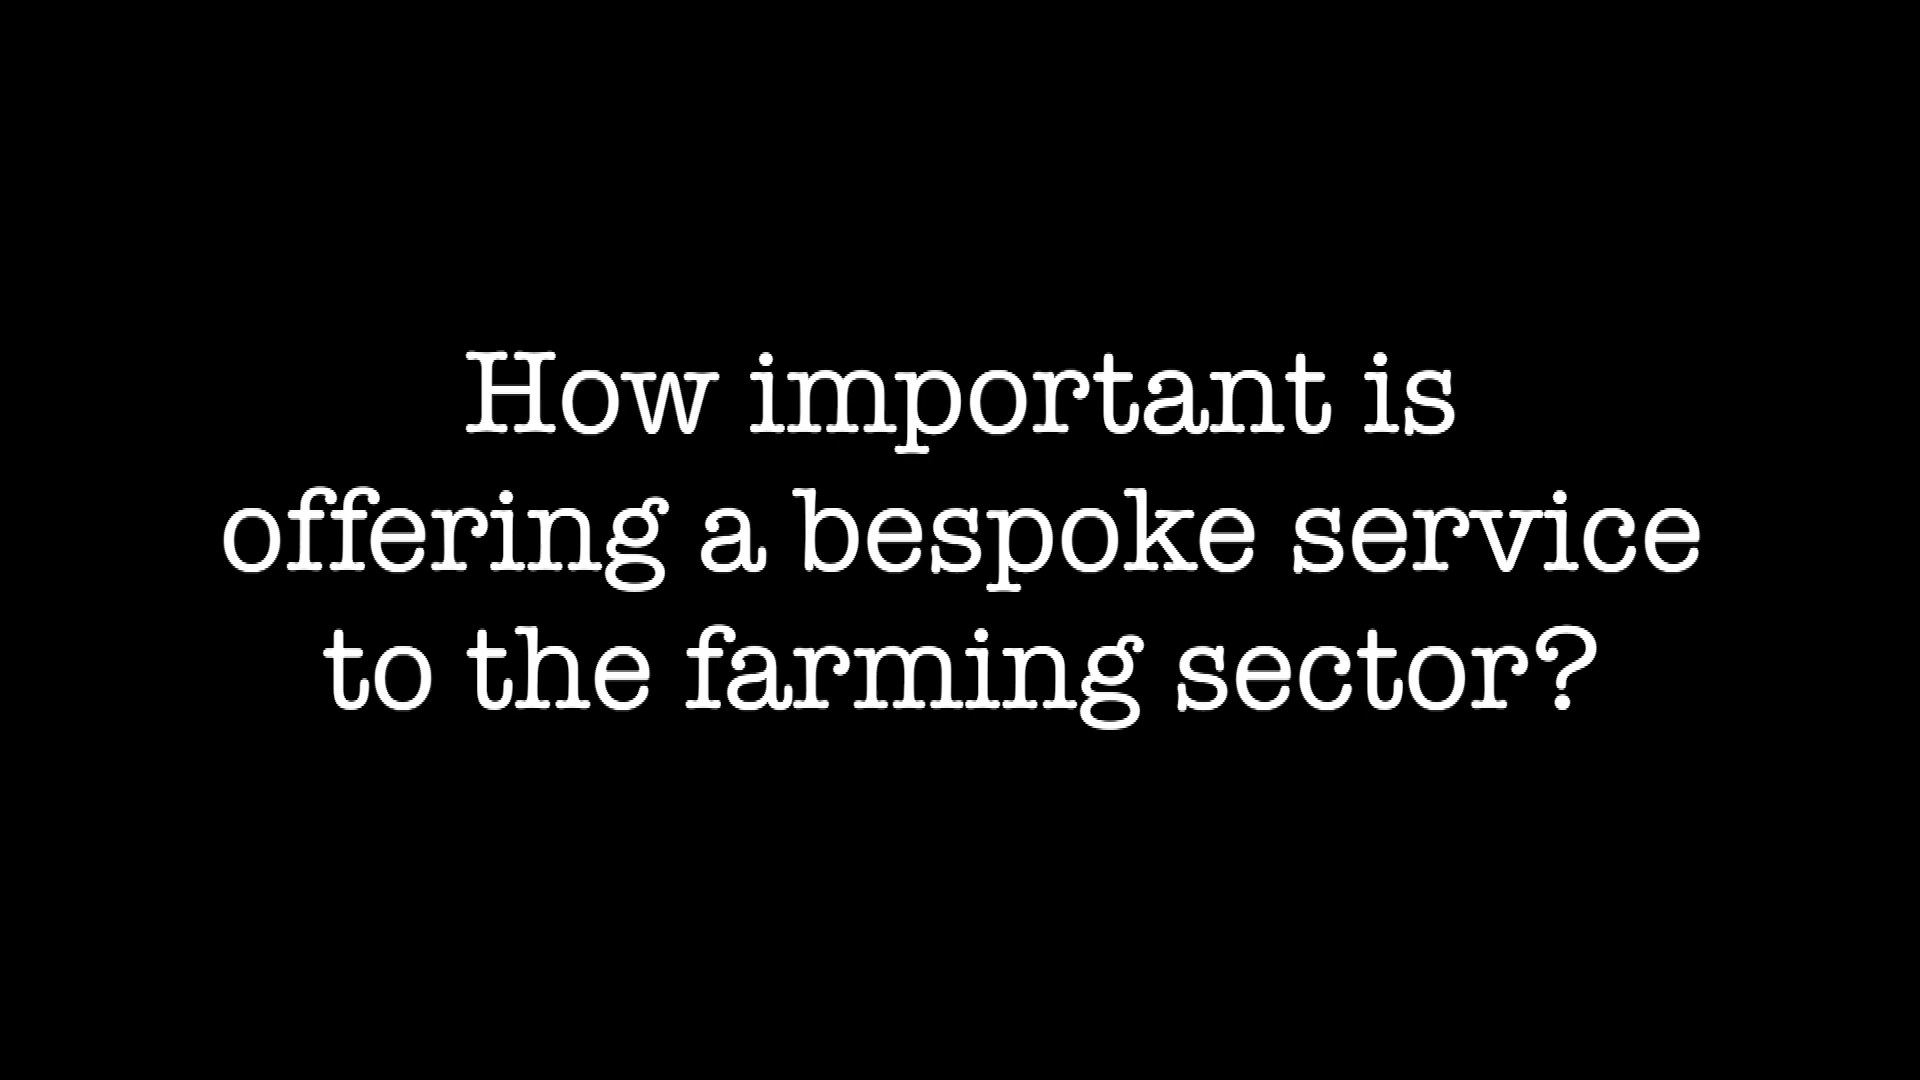 How important is
offering a bespoke service
to the farming sector?